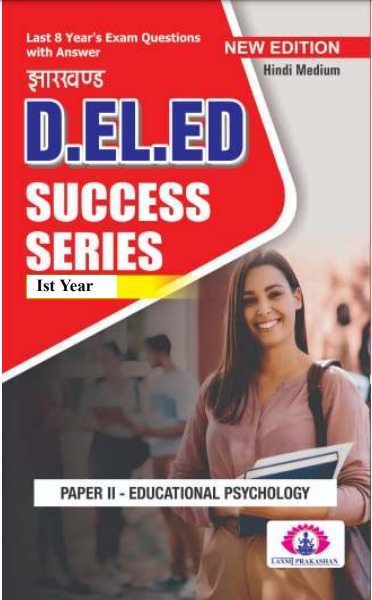 Last 8 Year's Exam Questions
with Answer
NEW EDITION
Hindi Medium
झारखण्ड
D.EL.ED
SUCCESS
SERIES
Ist Year
PAPER II - EDUCATIONAL PSYCHOLOGY
LAXMI PRAKASHAN